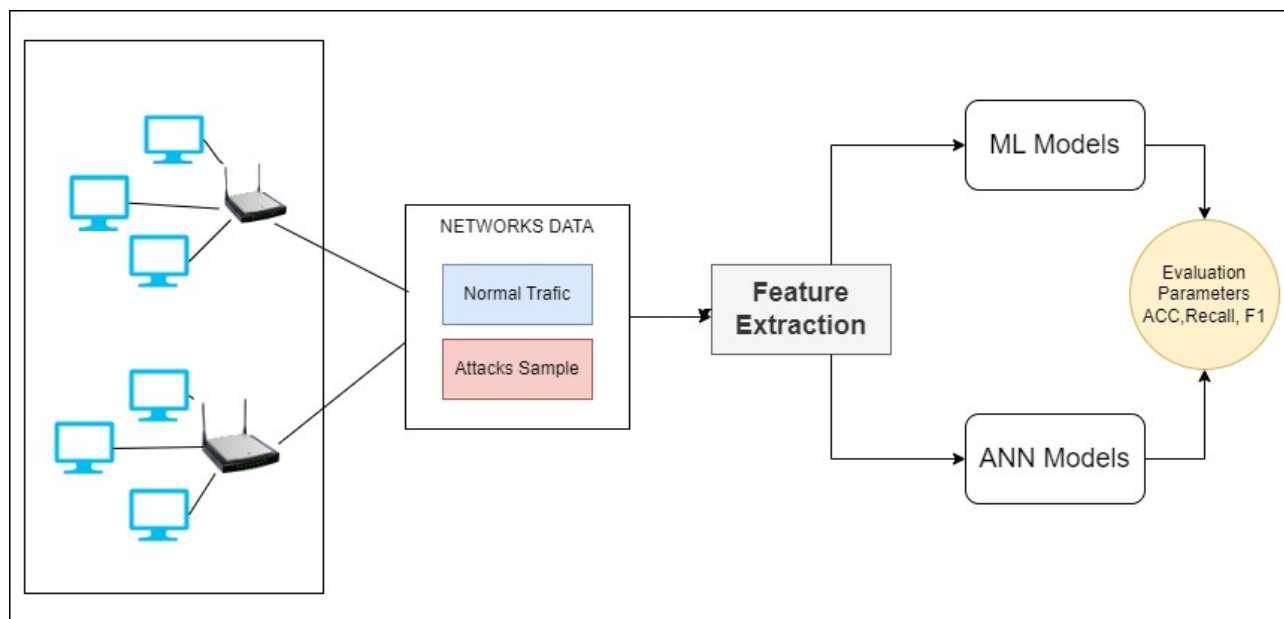 NETWORKS DATA
Normal Trafic
Attacks Sample
Feature
Extraction
ML Models
ANN Models
Evaluation
Parameters
ACC,Recall, F1